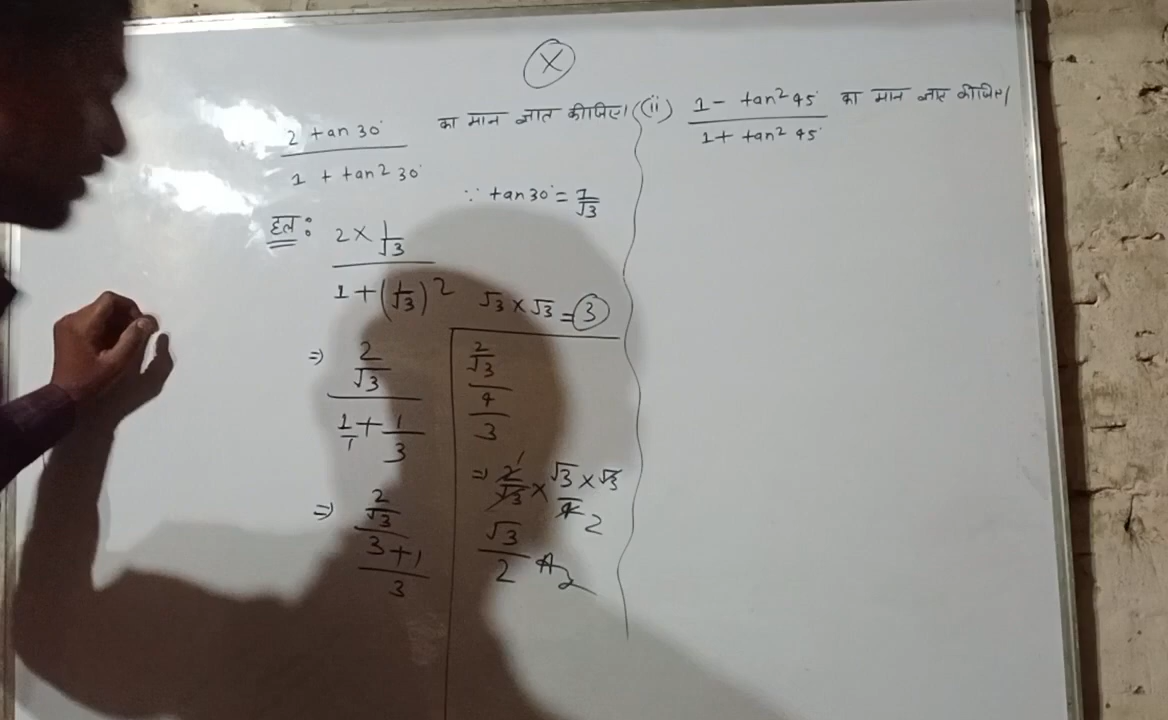 X
2 tan 30°
1 + tan² 30°
का मान ज्ञात कीजिए।
∵ tan 30° = 1/√3
हल :
2 × 1/√3
1 + (1/√3)²
√3 × √3 = 3
⇒ 2/√3
1/1 + 1/3
⇒ 2/√3
3+1
3
2/√3
4
3
⇒ 2/√3 × √3 × √3/4
1
2
√3
2
(ii) 1 - tan² 45°
1 + tan² 45°
का मान ज्ञात कीजिए।